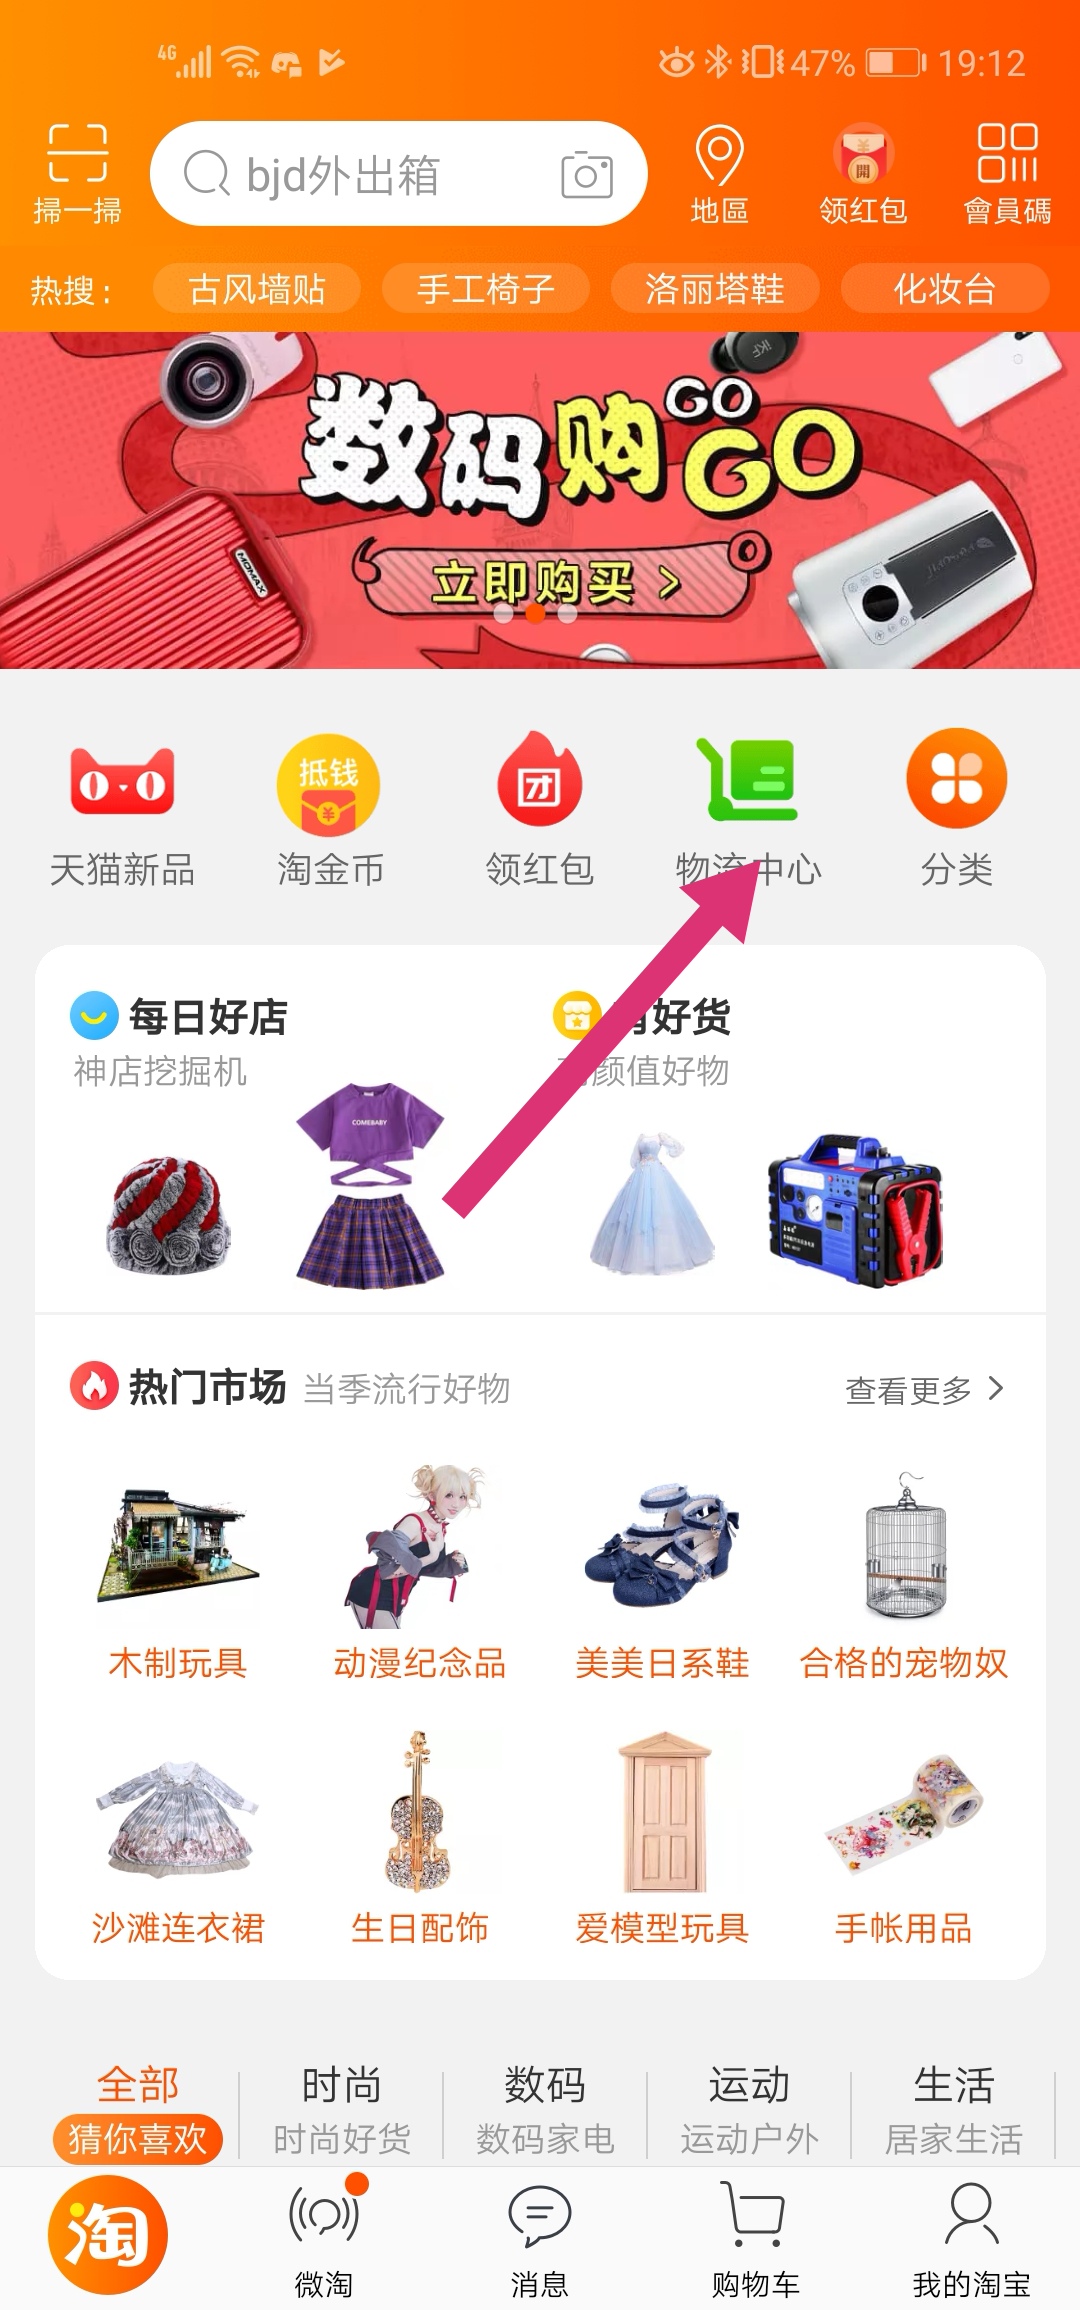 4G 47% 19:12
掃一掃 bjd外出箱 地區 領红包 會員碼
热搜： 古风墙贴 手工椅子 洛丽塔鞋 化妆台
数码购GO GO
MOMAX
立即购买 >
抵钱
团
天猫新品 淘金币 领红包 物流中心 分类
每日好店 有好货
神店挖掘机 颜值好物
COMEBABY
热门市场 当季流行好物 查看更多 >
木制玩具 动漫纪念品 美美日系鞋 合格的宠物奴
沙滩连衣裙 生日配饰 爱模型玩具 手帐用品
全部 时尚 数码 运动 生活
猜你喜欢 时尚好货 数码家电 运动户外 居家生活
淘 微淘 消息 购物车 我的淘宝